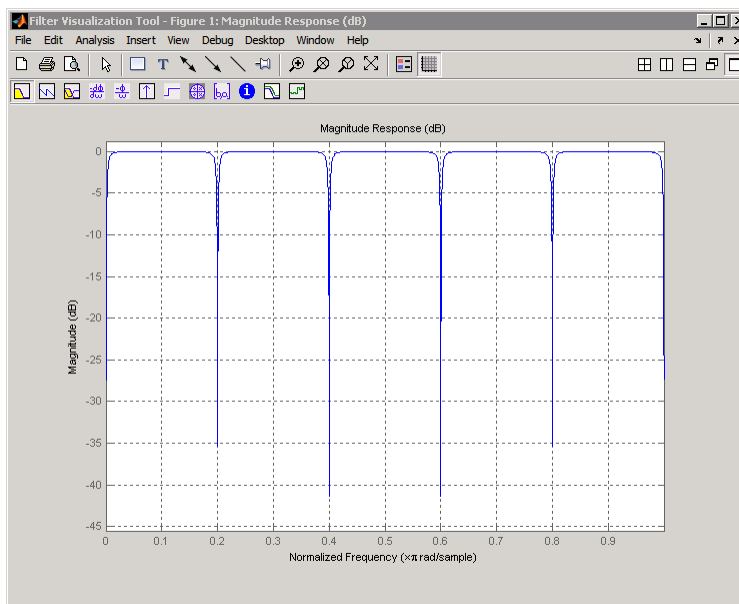 Filter Visualization Tool - Figure 1: Magnitude Response (dB)
File Edit Analysis Insert View Debug Desktop Window Help
Magnitude Response (dB)
0
-5
-10
-15
-20
-25
-30
-35
-40
-45
Magnitude (dB)
0 0.1 0.2 0.3 0.4 0.5 0.6 0.7 0.8 0.9
Normalized Frequency (×π rad/sample)